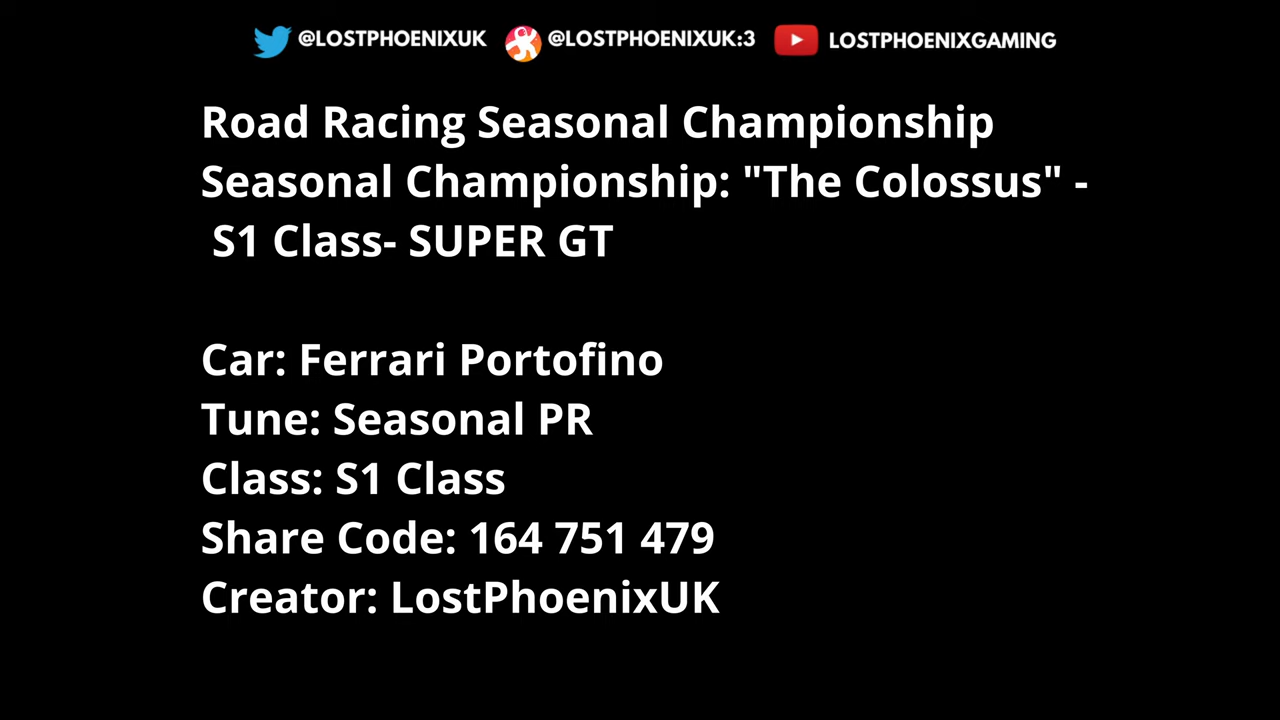 @LOSTPHOENIXUK @LOSTPHOENIXUK:3 LOSTPHOENIXGAMING
Road Racing Seasonal Championship
Seasonal Championship: "The Colossus" -
S1 Class- SUPER GT
Car: Ferrari Portofino
Tune: Seasonal PR
Class: S1 Class
Share Code: 164 751 479
Creator: LostPhoenixUK